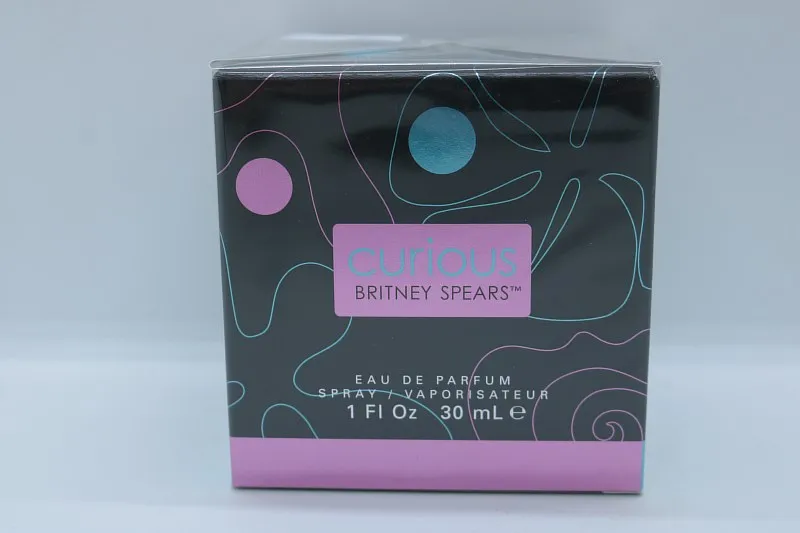 curious
BRITNEY SPEARS™
EAU DE PARFUM
SPRAY / VAPORISATEUR
1 Fl Oz 30 mL ℮